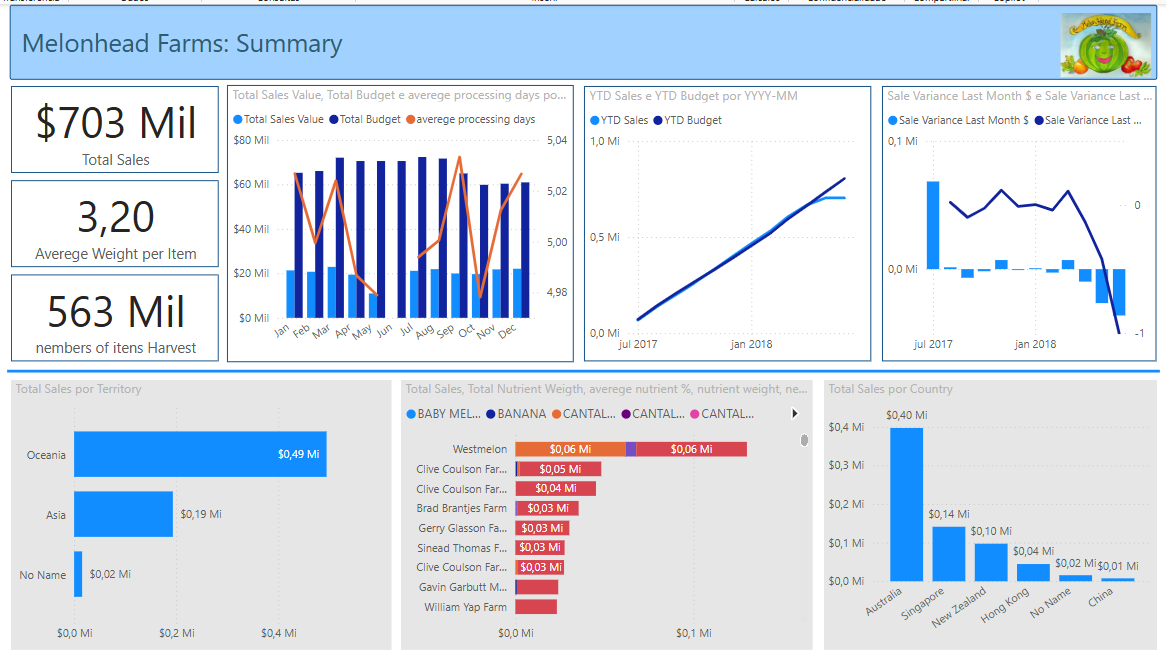 Melonhead Farms: Summary
$703 Mil
Total Sales
3,20
Averege Weight per Item
563 Mil
nembers of itens Harvest
Total Sales Value, Total Budget e averege processing days po...
Total Sales Value Total Budget averege processing days
$80 Mil
$60 Mil
$40 Mil
$20 Mil
$0 Mil
5,04
5,02
5,00
4,98
Jan Feb Mar Apr May Jun Jul Aug Sep Oct Nov Dec
YTD Sales e YTD Budget por YYYY-MM
YTD Sales YTD Budget
1,0 Mi
0,5 Mi
0,0 Mi
jul 2017 jan 2018
Sale Variance Last Month $ e Sale Variance Last ...
Sale Variance Last Month $ Sale Variance Last ...
0,1 Mi
0,0 Mi
0
-1
jul 2017 jan 2018
Total Sales por Territory
Oceania $0,49 Mi
Asia $0,19 Mi
No Name $0,02 Mi
$0,0 Mi $0,2 Mi $0,4 Mi
Total Sales, Total Nutrient Weigth, averege nutrient %, nutrient weight, ne...
BABY MEL... BANANA CANTAL... CANTAL... CANTAL...
Westmelon $0,06 Mi $0,06 Mi
Clive Coulson Far... $0,05 Mi
Clive Coulson Far... $0,04 Mi
Brad Brantjes Farm $0,03 Mi
Gerry Glasson Fa... $0,03 Mi
Sinead Thomas F... $0,03 Mi
Clive Coulson Far... $0,03 Mi
Gavin Garbutt M...
William Yap Farm
$0,0 Mi $0,1 Mi
Total Sales por Country
$0,4 Mi
$0,3 Mi
$0,2 Mi
$0,1 Mi
$0,0 Mi
$0,40 Mi
$0,14 Mi
$0,10 Mi
$0,04 Mi
$0,02 Mi
$0,01 Mi
Australia Singapore New Zealand Hong Kong No Name China